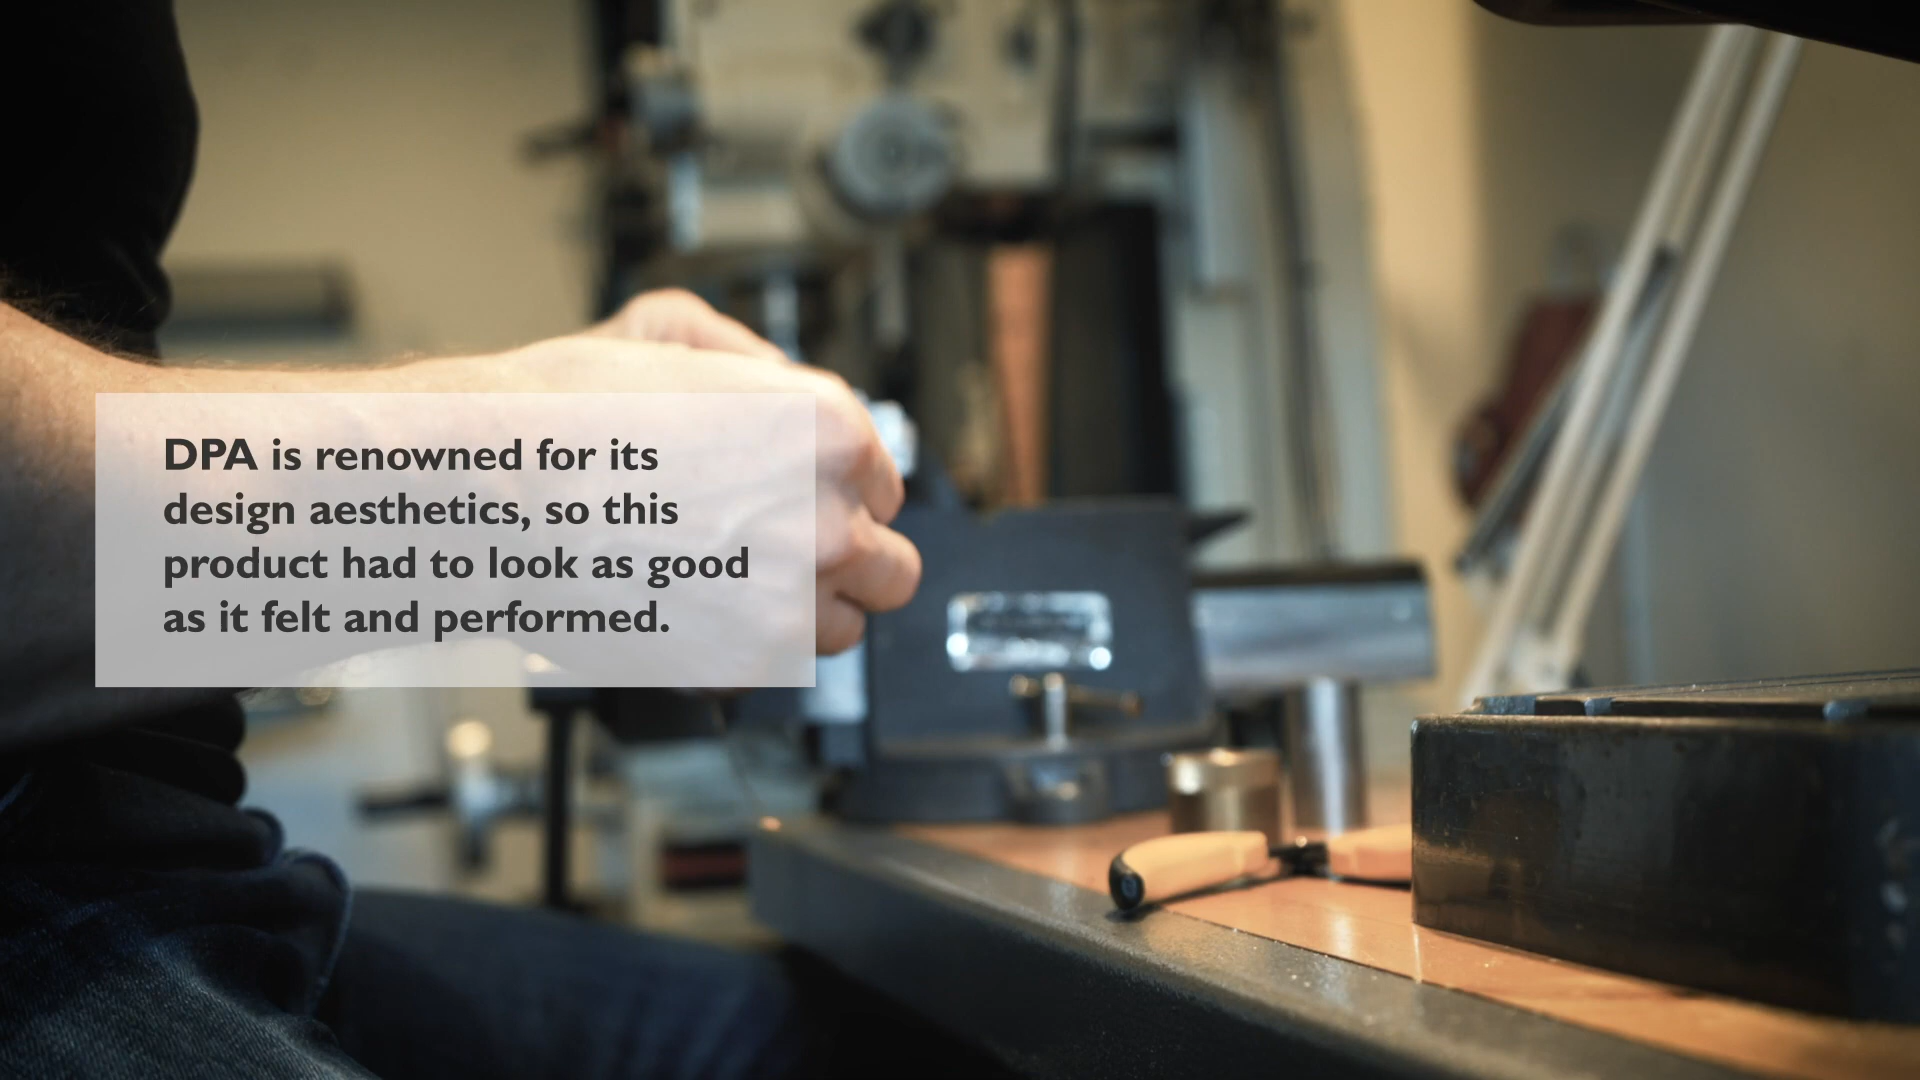 DPA is renowned for its
design aesthetics, so this
product had to look as good
as it felt and performed.